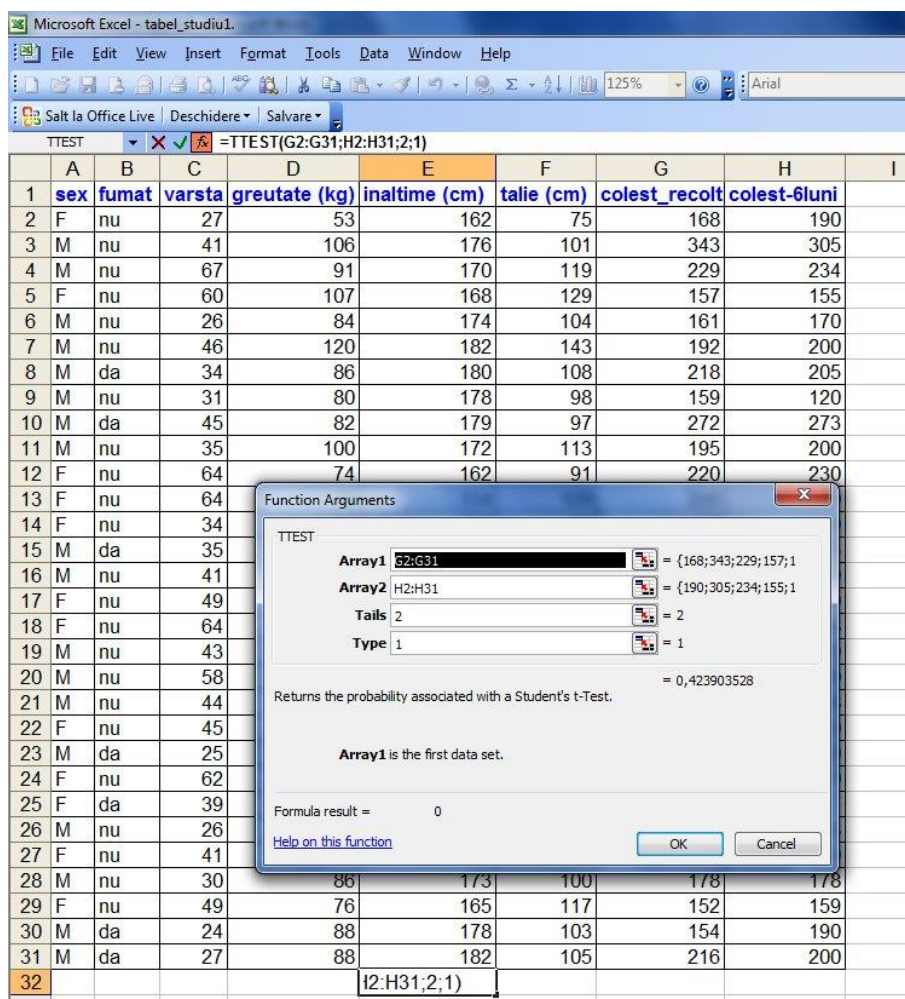 Microsoft Excel - tabel_studiu1.
File Edit View Insert Format Tools Data Window Help
125% Arial
Salt la Office Live Deschidere Salvare
TTEST =TTEST(G2:G31;H2:H31;2;1)
A B C D E F G H I
1 sex fumat varsta greutate (kg) inaltime (cm) talie (cm) colest_recolt colest-6luni
2 F nu 27 53 162 75 168 190
3 M nu 41 106 176 101 343 305
4 M nu 67 91 170 119 229 234
5 F nu 60 107 168 129 157 155
6 M nu 26 84 174 104 161 170
7 M nu 46 120 182 143 192 200
8 M da 34 86 180 108 218 205
9 M nu 31 80 178 98 159 120
10 M da 45 82 179 97 272 273
11 M nu 35 100 172 113 195 200
12 F nu 64 74 162 91 220 230
13 F nu 64
14 F nu 34
15 M da 35
16 M nu 41
17 F nu 49
18 F nu 64
19 M nu 43
20 M nu 58
21 M nu 44
22 F nu 45
23 M da 25
24 F nu 62
25 F da 39
26 M nu 26
27 F nu 41
28 M nu 30 86 173 100 178 178
29 F nu 49 76 165 117 152 159
30 M da 24 88 178 103 154 190
31 M da 27 88 182 105 216 200
32 H2:H31;2;1)
Function Arguments
TTEST
Array1 G2:G31 = {168;343;229;157;1
Array2 H2:H31 = {190;305;234;155;1
Tails 2 = 2
Type 1 = 1
= 0,423903528
Returns the probability associated with a Student's t-Test.
Array1 is the first data set.
Formula result = 0
Help on this function
OK Cancel